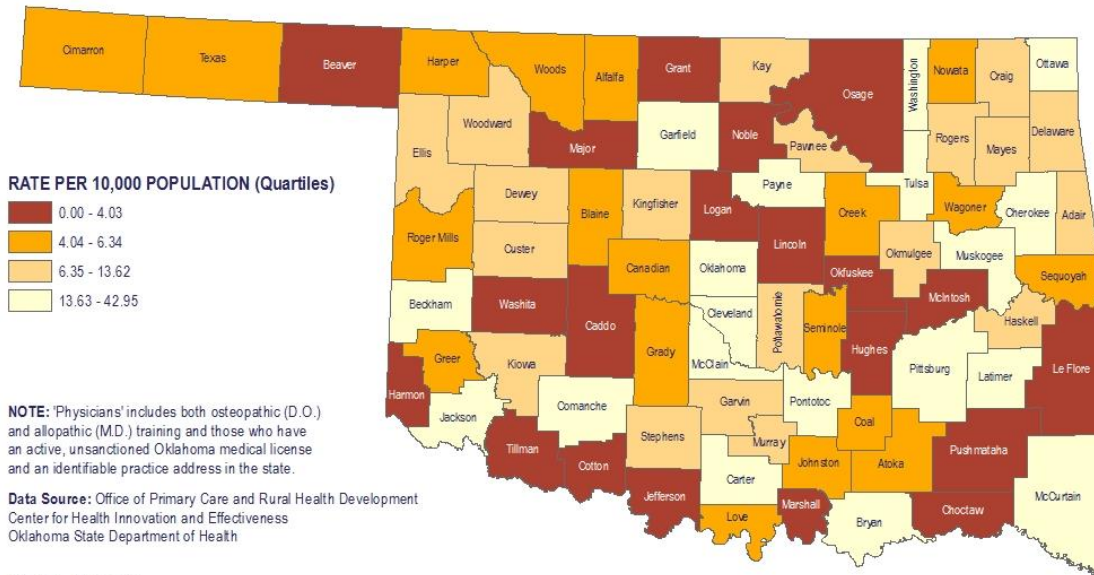 Cimarron
Texas
Beaver
Harper
Woods
Alfalfa
Grant
Kay
Osage
Washington
Nowata
Craig
Ottawa
Woodward
Ellis
Major
Garfield
Noble
Pawnee
Rogers
Mayes
Delaware
RATE PER 10,000 POPULATION (Quartiles)
0.00 - 4.03
4.04 - 6.34
6.35 - 13.62
13.63 - 42.95
Dewey
Blaine
Kingfisher
Logan
Payne
Creek
Tulsa
Wagoner
Cherokee
Adair
Roger Mills
Custer
Canadian
Oklahoma
Lincoln
Okmulgee
Muskogee
Sequoyah
Beckham
Washita
Caddo
Cleveland
Pottawatomie
Seminole
Okfuskee
McIntosh
Haskell
Greer
Kiowa
Grady
McClain
Hughes
Pittsburg
Latimer
Le Flore
Harmon
Jackson
Comanche
Stephens
Garvin
Murray
Pontotoc
Coal
Pushmataha
Tillman
Cotton
Jefferson
Carter
Johnston
Atoka
McCurtain
Love
Marshall
Bryan
Choctaw
NOTE: 'Physicians' includes both osteopathic (D.O.)
and allopathic (M.D.) training and those who have
an active, unsanctioned Oklahoma medical license
and an identifiable practice address in the state.
Data Source: Office of Primary Care and Rural Health Development
Center for Health Innovation and Effectiveness
Oklahoma State Department of Health